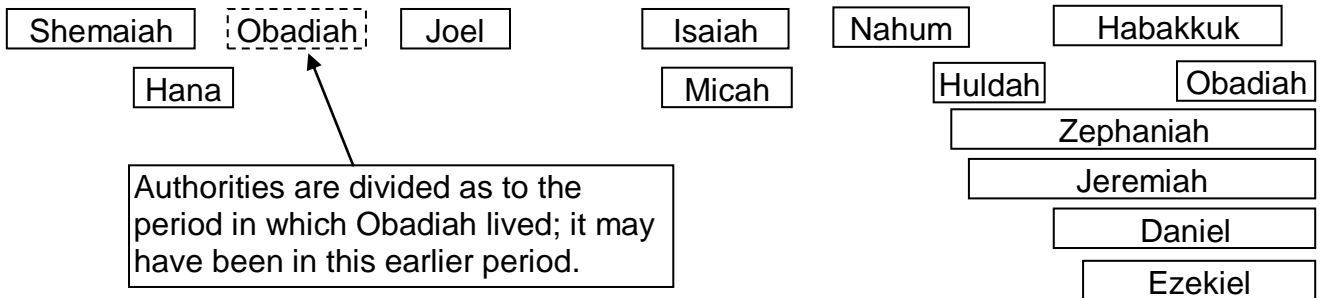 Shemaiah Obadiah Joel Isaiah Nahum Habakkuk
Hana Micah Huldah Obadiah
Zephaniah
Jeremiah
Daniel
Ezekiel
Authorities are divided as to the
period in which Obadiah lived; it may
have been in this earlier period.